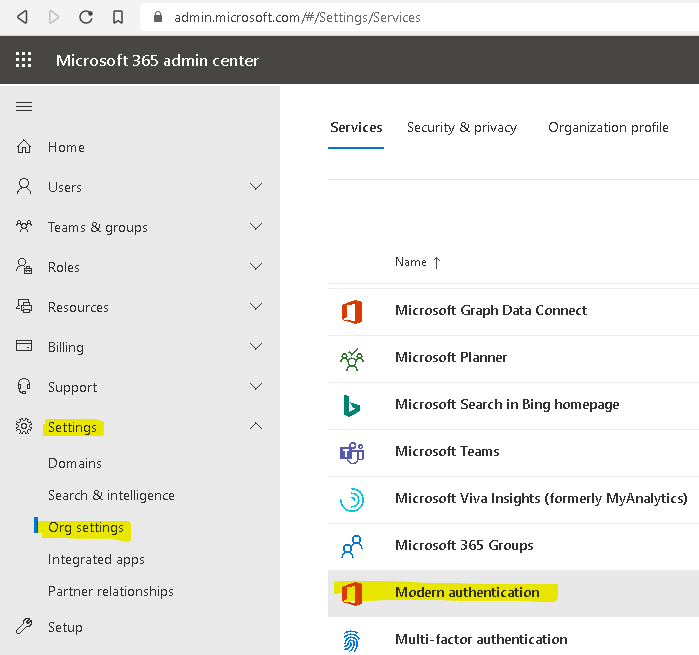 admin.microsoft.com/#/Settings/Services
Microsoft 365 admin center
Home
Users
Teams & groups
Roles
Resources
Billing
Support
Settings
Domains
Search & intelligence
Org settings
Integrated apps
Partner relationships
Setup
Services Security & privacy Organization profile
Name ↑
Microsoft Graph Data Connect
Microsoft Planner
Microsoft Search in Bing homepage
Microsoft Teams
Microsoft Viva Insights (formerly MyAnalytics)
Microsoft 365 Groups
Modern authentication
Multi-factor authentication